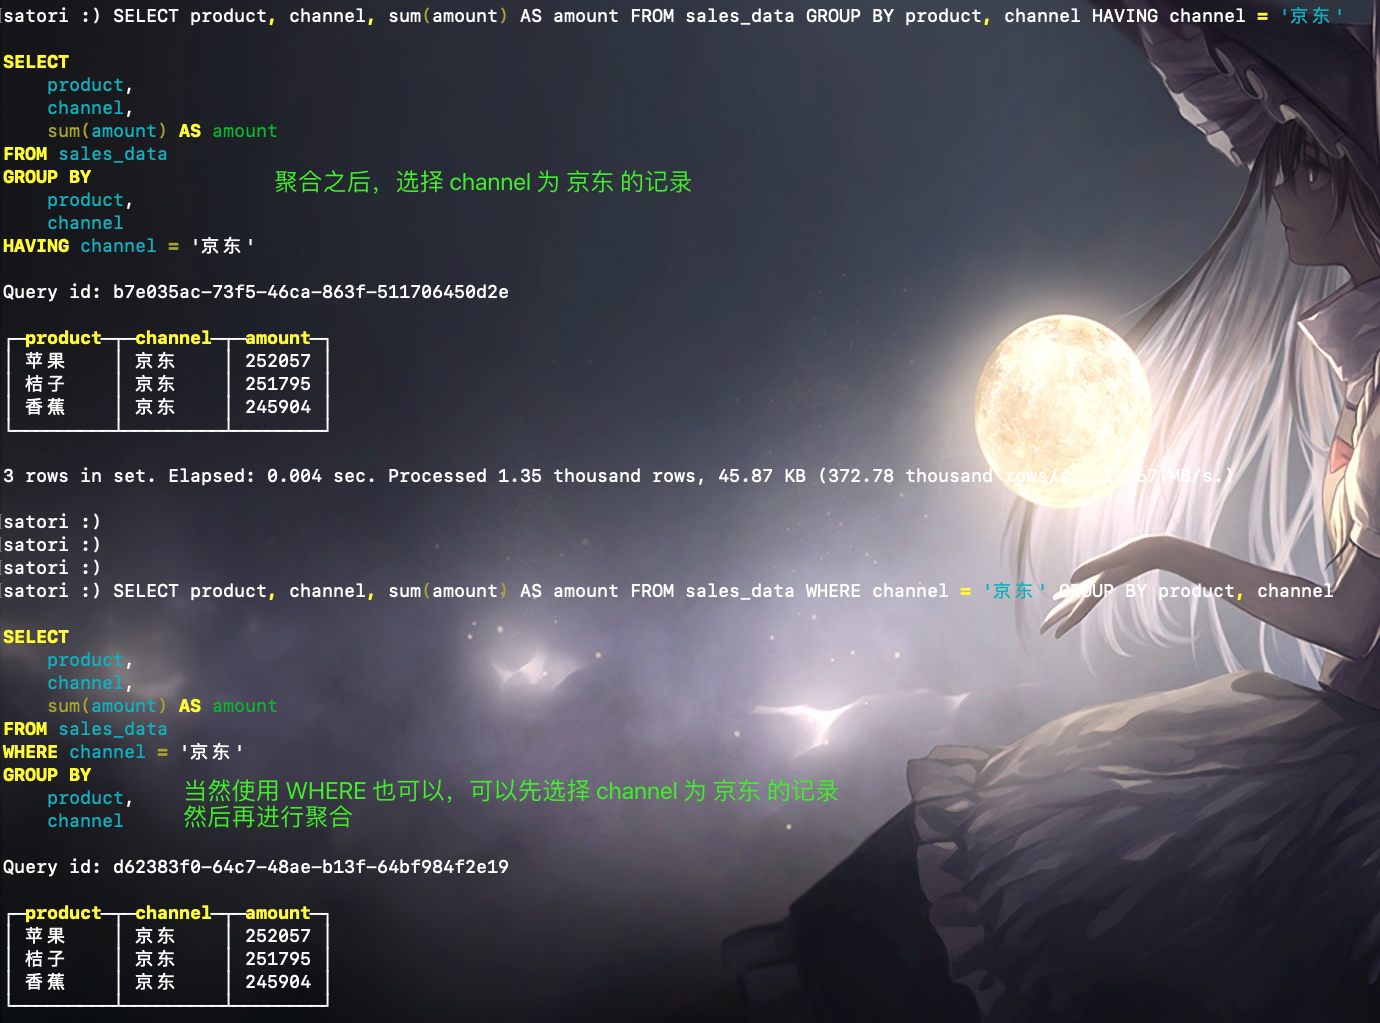 satori :) SELECT product, channel, sum(amount) AS amount FROM sales_data GROUP BY product, channel HAVING channel = '京东'
SELECT
product,
channel,
sum(amount) AS amount
FROM sales_data
GROUP BY
product,
channel
HAVING channel = '京东'
聚合之后，选择 channel 为 京东 的记录
Query id: b7e035ac-73f5-46ca-863f-511706450d2e
product channel amount
苹果 京东 252057
桔子 京东 251795
香蕉 京东 245904
3 rows in set. Elapsed: 0.004 sec. Processed 1.35 thousand rows, 45.87 KB (372.78 thousand rows/s., MB/s.)
satori :)
satori :)
satori :)
satori :) SELECT product, channel, sum(amount) AS amount FROM sales_data WHERE channel = '京东' GROUP BY product, channel
SELECT
product,
channel,
sum(amount) AS amount
FROM sales_data
WHERE channel = '京东'
GROUP BY
product,
channel
当然使用 WHERE 也可以，可以先选择 channel 为 京东 的记录
然后再进行聚合
Query id: d62383f0-64c7-48ae-b13f-64bf984f2e19
product channel amount
苹果 京东 252057
桔子 京东 251795
香蕉 京东 245904